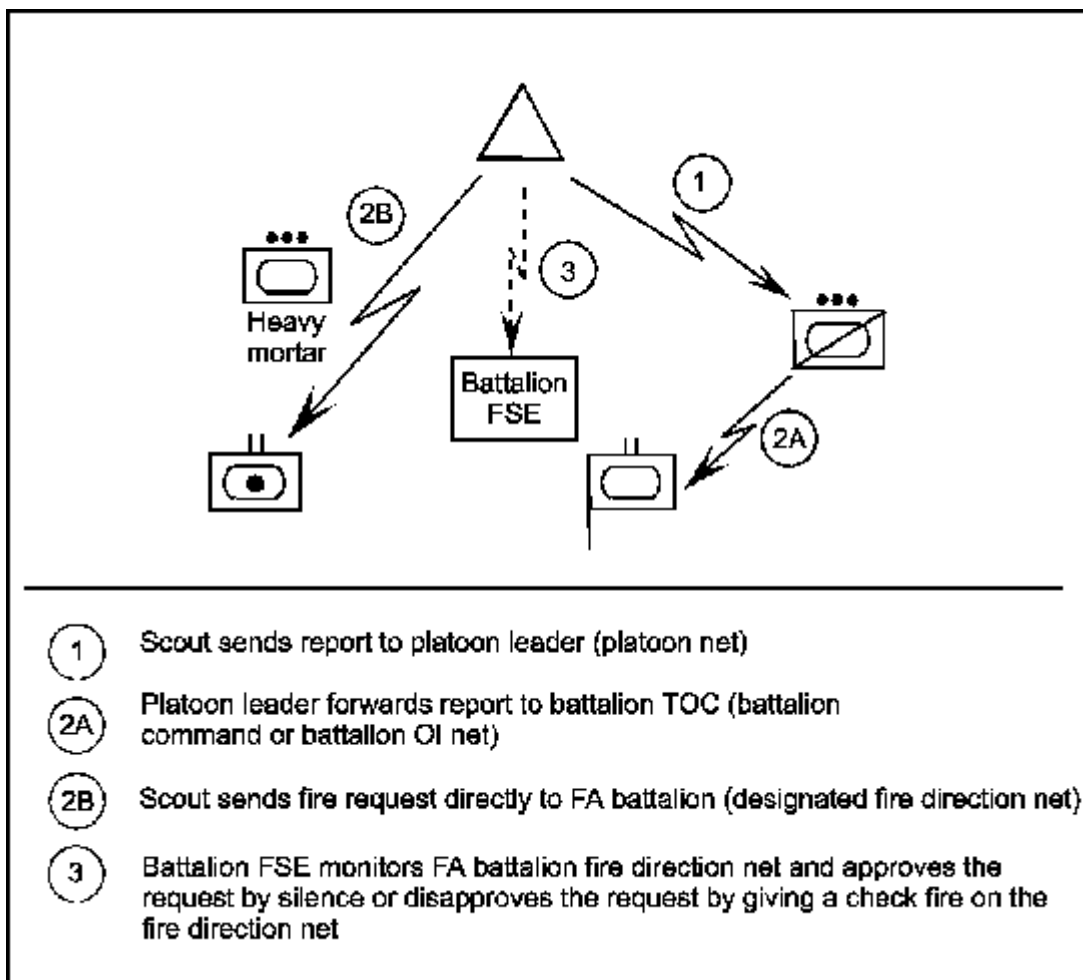 2B
1
3
Heavy
mortar
Battalion
FSE
2A
1
Scout sends report to platoon leader (platoon net)
2A
Platoon leader forwards report to battalion TOC (battalion
command or battalion OI net)
2B
Scout sends fire request directly to FA battalion (designated fire direction net)
3
Battalion FSE monitors FA battalion fire direction net and approves the
request by silence or disapproves the request by giving a check fire on the
fire direction net